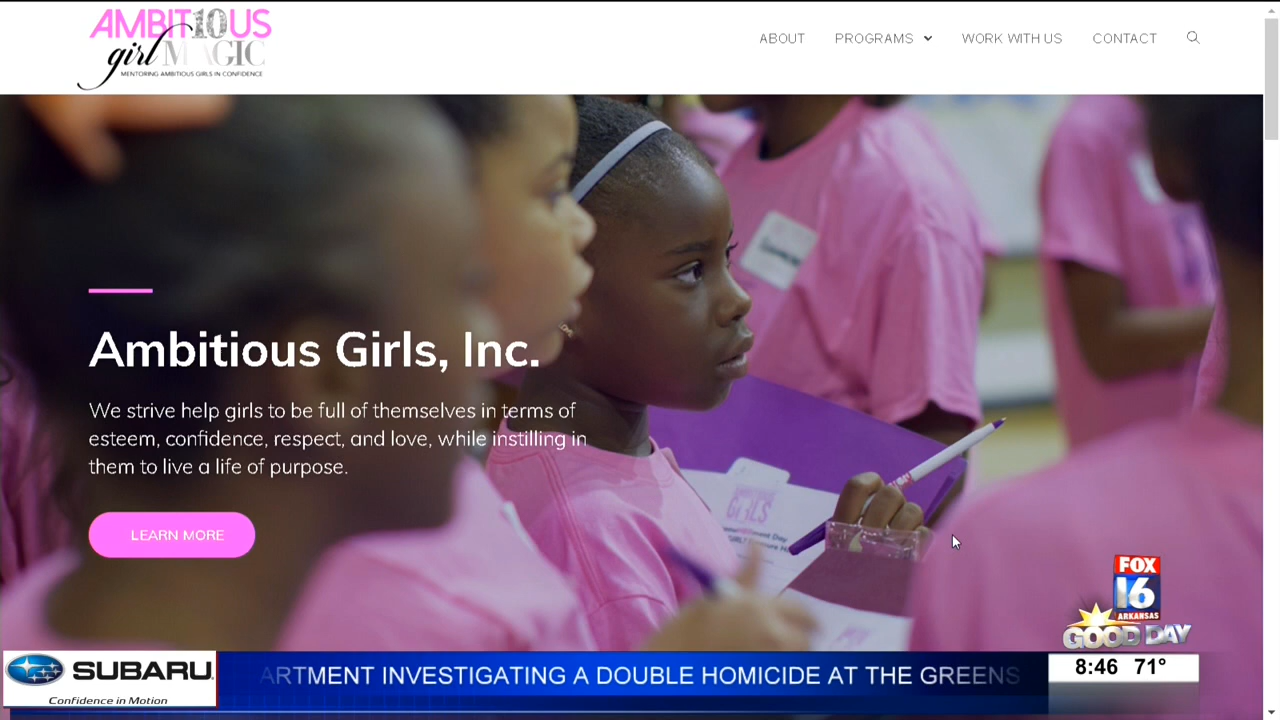 AMBIT10US
girl MAGIC
MENTORING AMBITIOUS GIRLS IN CONFIDENCE
ABOUT PROGRAMS WORK WITH US CONTACT
Ambitious Girls, Inc.
We strive help girls to be full of themselves in terms of
esteem, confidence, respect, and love, while instilling in
them to live a life of purpose.
LEARN MORE
GIRLS
FOX
16
ARKANSAS
GOOD DAY
8:46 71°
SUBARU
Confidence in Motion
ARTMENT INVESTIGATING A DOUBLE HOMICIDE AT THE GREENS